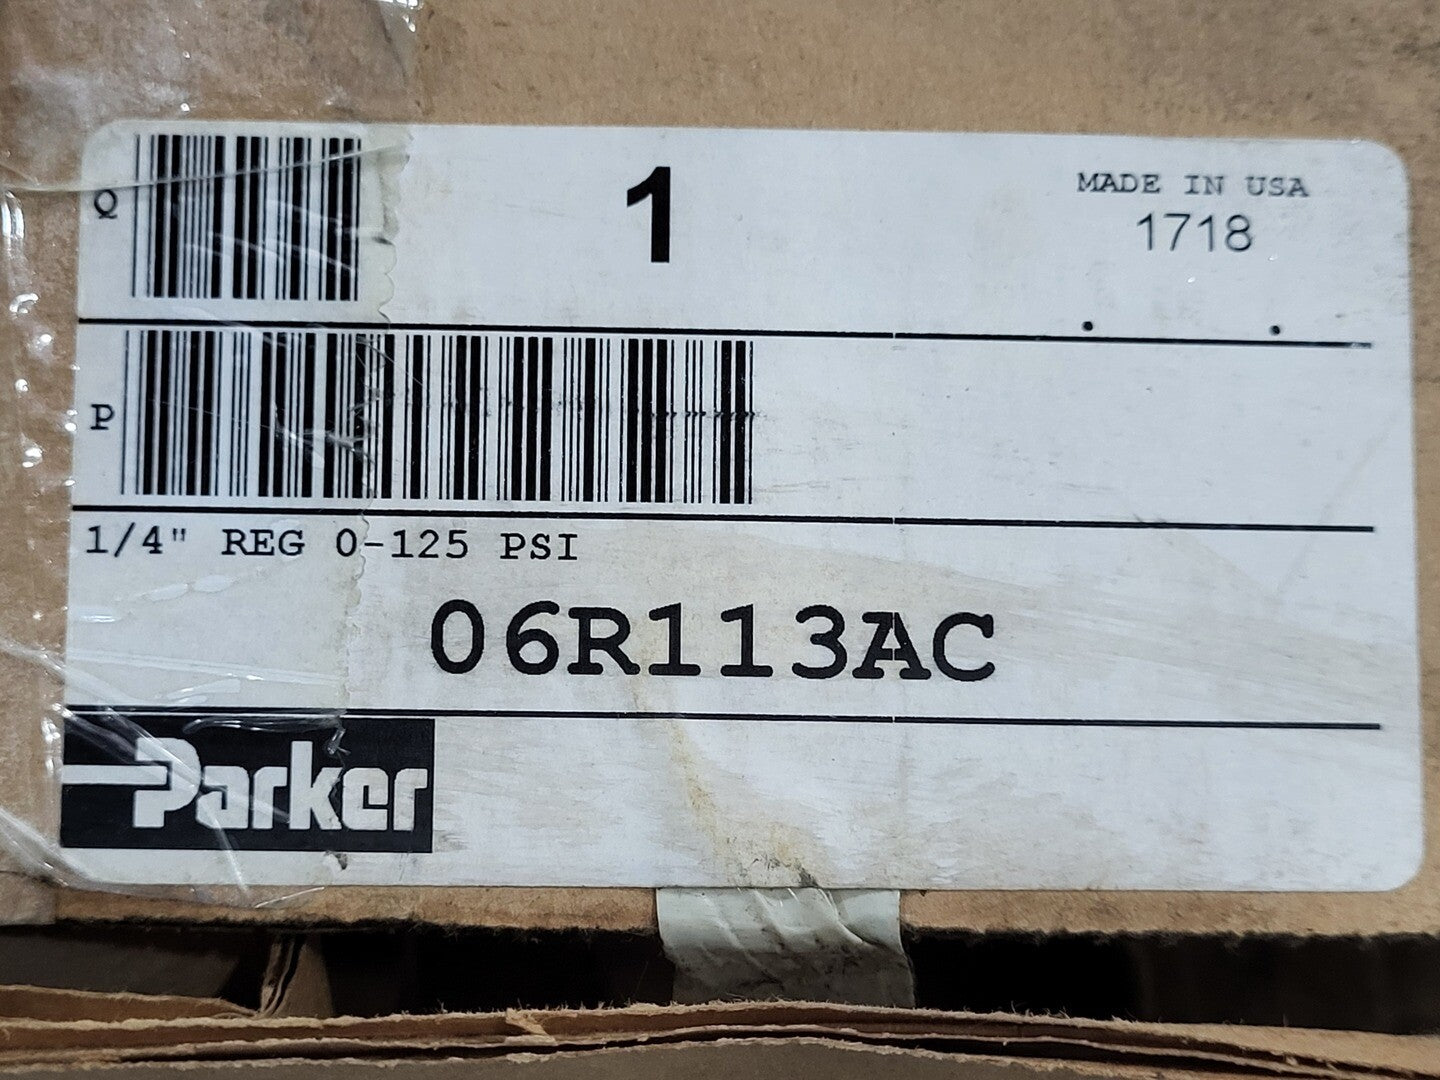 Q
1
MADE IN USA
1718
P
1/4" REG 0-125 PSI
06R113AC
Parker